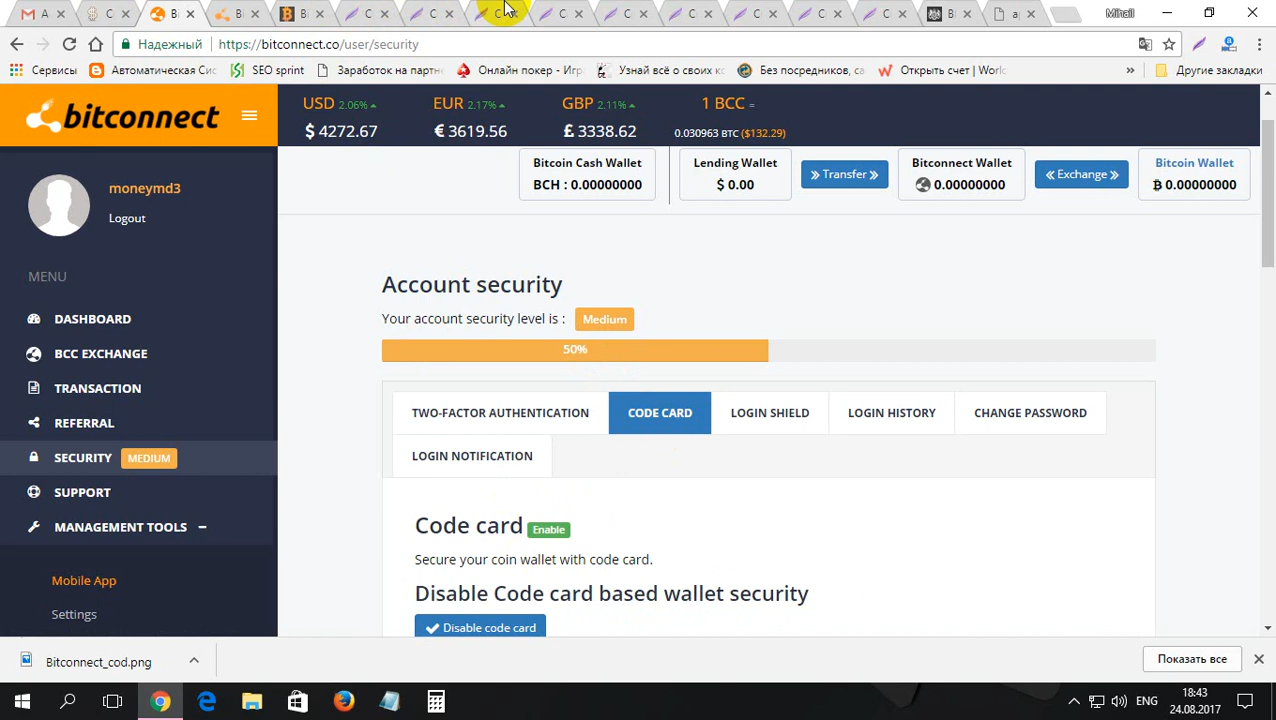 A
C
Bi
Bi
Bi
C
C
C
C
C
C
C
C
C
B
ap
Mihail
Надежный
https://bitconnect.co/user/security
Сервисы
Автоматическая Сис
SEO sprint
Заработок на партне
Онлайн покер - Игр
Узнай всё о своих к
Без посредников, са
Открыть счет | World
»
Другие закладки
bitconnect
USD 2.06%
EUR 2.17%
GBP 2.11%
1 BCC =
$ 4272.67
€ 3619.56
£ 3338.62
0.030963 BTC ($132.29)
Bitcoin Cash Wallet
BCH : 0.00000000
Lending Wallet
$ 0.00
Transfer
Bitconnect Wallet
0.00000000
Exchange
Bitcoin Wallet
0.00000000
moneymd3
Logout
MENU
DASHBOARD
BCC EXCHANGE
TRANSACTION
REFERRAL
SECURITY MEDIUM
SUPPORT
MANAGEMENT TOOLS –
Mobile App
Settings
Account security
Your account security level is : Medium
50%
TWO-FACTOR AUTHENTICATION
CODE CARD
LOGIN SHIELD
LOGIN HISTORY
CHANGE PASSWORD
LOGIN NOTIFICATION
Code card Enable
Secure your coin wallet with code card.
Disable Code card based wallet security
Disable code card
Bitconnect_cod.png
Показать все
ENG
18:43
24.08.2017